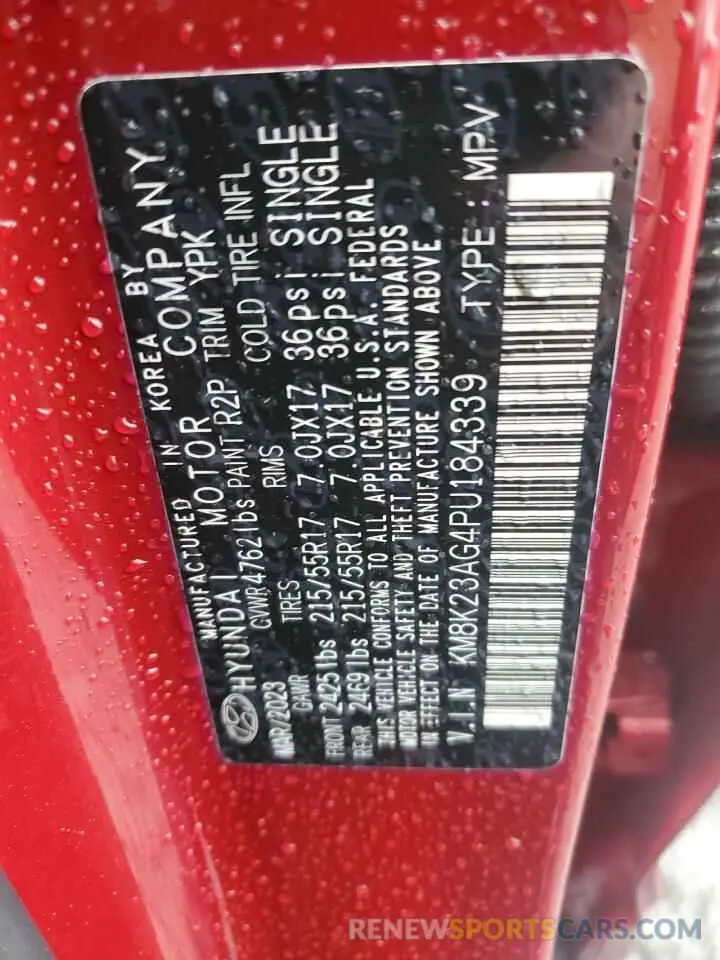 MANUFACTURED IN KOREA BY
HYUNDAI MOTOR COMPANY
GVWR 4762 lbs PAINT R2P TRIM YPK
MAR/2023
GAWR TIRES RIMS COLD TIRE INFL
FRONT 2425 lbs 215/55R17 7.0JX17 36psi SINGLE
REAR 2469 lbs 215/55R17 7.0JX17 36psi SINGLE
THIS VEHICLE CONFORMS TO ALL APPLICABLE U.S.A. FEDERAL
MOTOR VEHICLE SAFETY AND THEFT PREVENTION STANDARDS
IN EFFECT ON THE DATE OF MANUFACTURE SHOWN ABOVE
V.I.N KM8K23AG4PU184339 TYPE : MPV
RENEWSPORTSCARS.COM